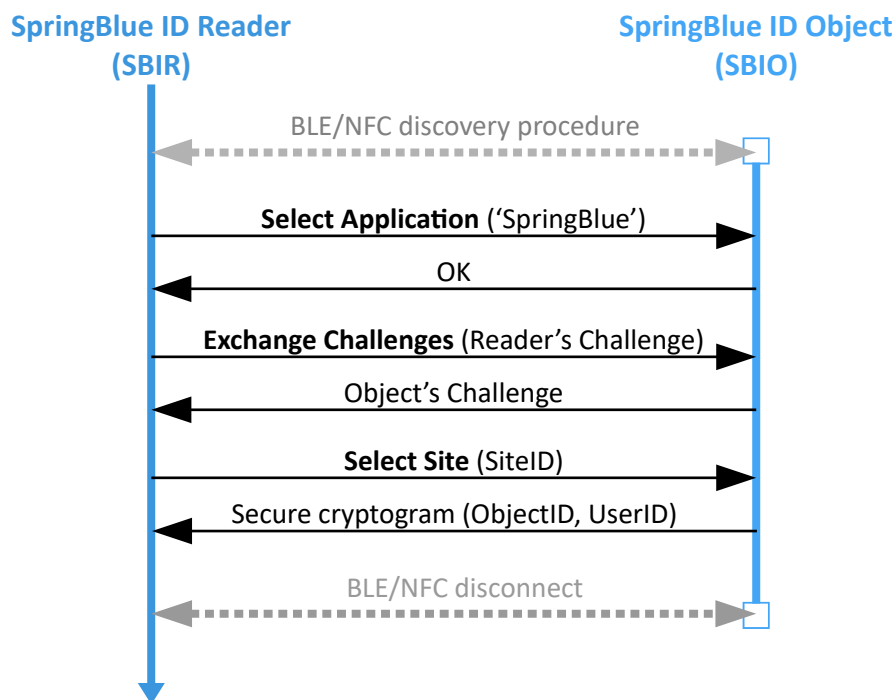 SpringBlue ID Reader
(SBIR)
SpringBlue ID Object
(SBIO)
BLE/NFC discovery procedure
Select Application (‘SpringBlue’)
OK
Exchange Challenges (Reader’s Challenge)
Object’s Challenge
Select Site (SiteID)
Secure cryptogram (ObjectID, UserID)
BLE/NFC disconnect